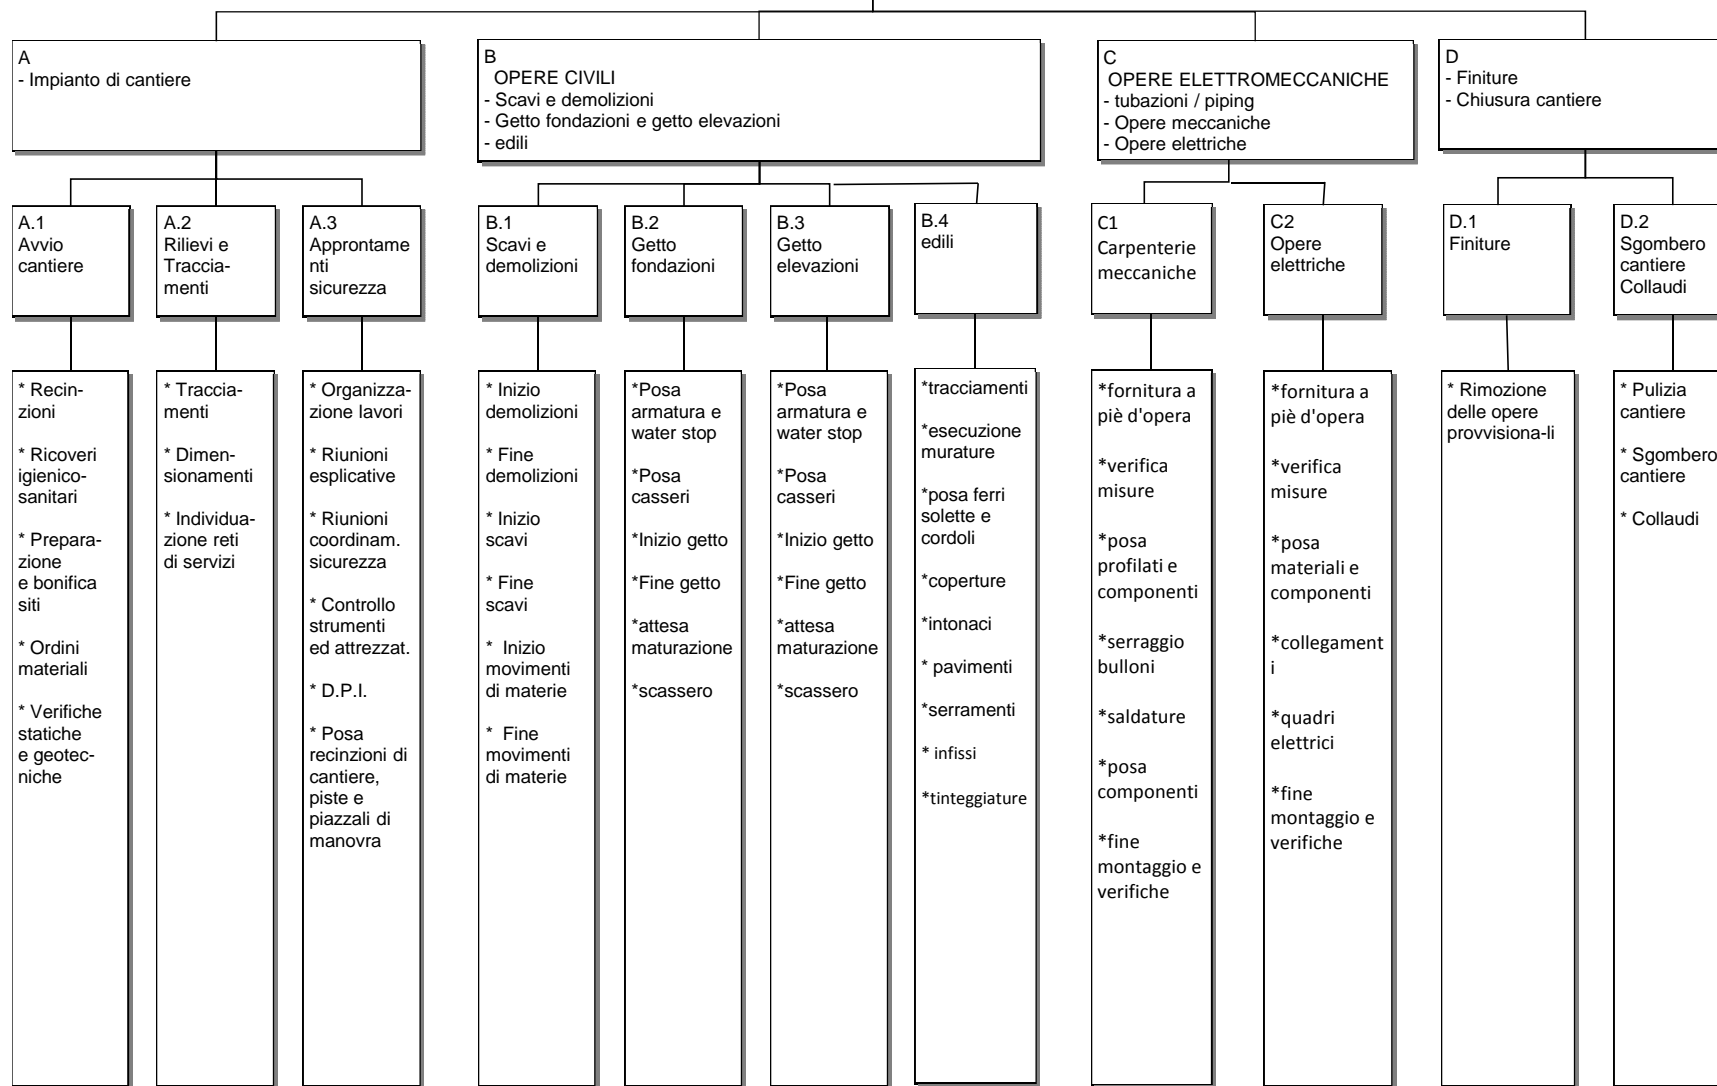 A
- Impianto di cantiere
B
OPERE CIVILI
- Scavi e demolizioni
- Getto fondazioni e getto elevazioni
- edili
C
OPERE ELETTROMECCANICHE
- tubazioni / piping
- Opere meccaniche
- Opere elettriche
D
- Finiture
- Chiusura cantiere
A.1
Avvio
cantiere
A.2
Rilievi e
Traccia-
menti
A.3
Approntame
nti
sicurezza
B.1
Scavi e
demolizioni
B.2
Getto
fondazioni
B.3
Getto
elevazioni
B.4
edili
C1
Carpenterie
meccaniche
C2
Opere
elettriche
D.1
Finiture
D.2
Sgombero
cantiere
Collaudi
* Recin-
zioni
* Ricoveri
igienico-
sanitari
* Prepara-
zione
e bonifica
siti
* Ordini
materiali
* Verifiche
statiche
e geotec-
niche
* Traccia-
menti
* Dimen-
sionamenti
* Individua-
zione reti
di servizi
* Organizza-
zione lavori
* Riunioni
esplicative
* Riunioni
coordinam.
sicurezza
* Controllo
strumenti
ed attrezzat.
* D.P.I.
* Posa
recinzioni di
cantiere,
piste e
piazzali di
manovra
* Inizio
demolizioni
* Fine
demolizioni
* Inizio
scavi
* Fine
scavi
* Inizio
movimenti
di materie
* Fine
movimenti
di materie
*Posa
armatura e
water stop
*Posa
casseri
*Inizio getto
*Fine getto
*attesa
maturazione
*scassero
*Posa
armatura e
water stop
*Posa
casseri
*Inizio getto
*Fine getto
*attesa
maturazione
*scassero
*tracciamenti
*esecuzione
murature
*posa ferri
solette e
cordoli
*coperture
*intonaci
* pavimenti
*serramenti
* infissi
*tinteggiature
*fornitura a
piè d'opera
*verifica
misure
*posa
profilati e
componenti
*serraggio
bulloni
*saldature
*posa
componenti
*fine
montaggio e
verifiche
*fornitura a
piè d'opera
*verifica
misure
*posa
materiali e
componenti
*collegament
i
*quadri
elettrici
*fine
montaggio e
verifiche
* Rimozione
delle opere
provvisiona-li
* Pulizia
cantiere
* Sgombero
cantiere
* Collaudi